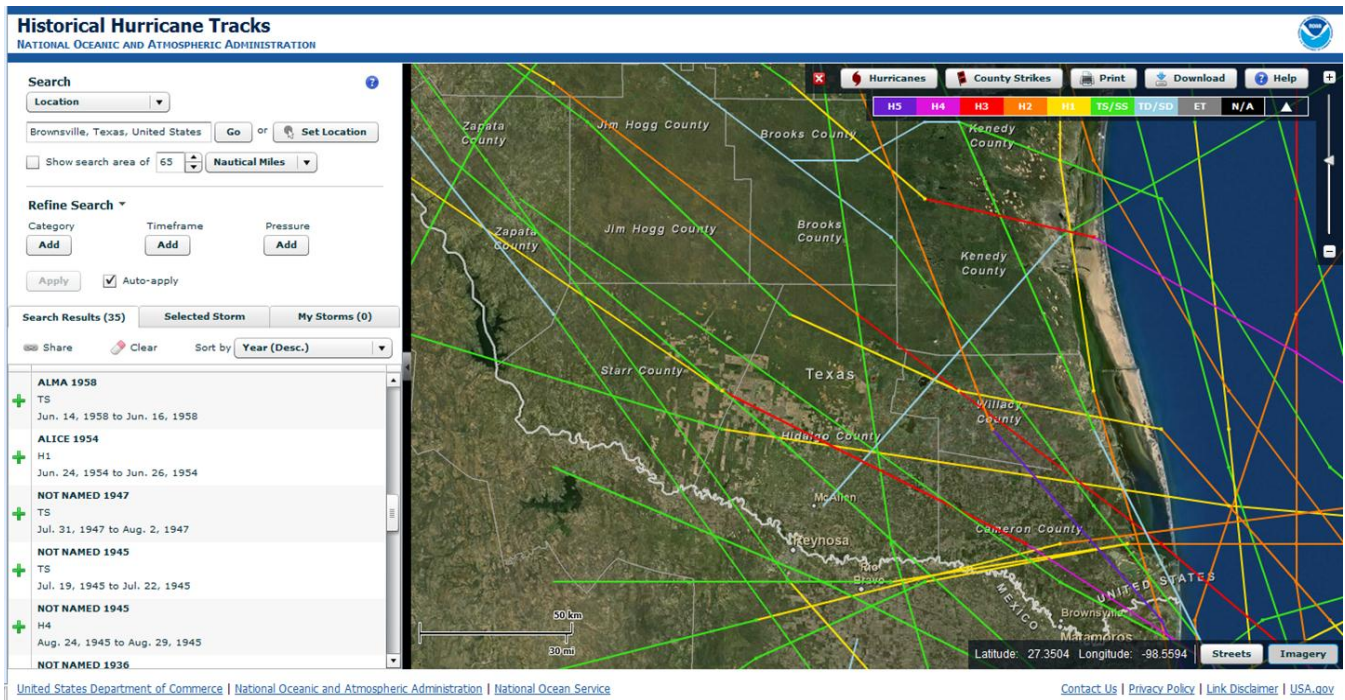 Historical Hurricane Tracks
NATIONAL OCEANIC AND ATMOSPHERIC ADMINISTRATION
Search
Location
Brownsville, Texas, United States Go or Set Location
Show search area of 65 Nautical Miles
Refine Search
Category Timeframe Pressure
Add Add Add
Apply Auto-apply
Search Results (35) Selected Storm My Storms (0)
Share Clear Sort by Year (Desc.)
ALMA 1958
TS
Jun. 14, 1958 to Jun. 16, 1958
ALICE 1954
H1
Jun. 24, 1954 to Jun. 26, 1954
NOT NAMED 1947
TS
Jul. 31, 1947 to Aug. 2, 1947
NOT NAMED 1945
TS
Jul. 19, 1945 to Jul. 22, 1945
NOT NAMED 1945
H4
Aug. 24, 1945 to Aug. 29, 1945
NOT NAMED 1936
Hurricanes County Strikes Print Download Help
H5 H4 H3 H2 H1 TS/SS TD/SD ET N/A
Zapata County
Jim Hogg County
Brooks County
Kenedy County
Zapata County
Jim Hogg County
Brooks County
Kenedy County
Starr County
Texas
Willacy County
Hidalgo County
McAllen
Cameron County
Reynosa
Rio Bravo
UNITED STATES
MEXICO
Brownsville
Matamoros
50 km
30 mi
Latitude: 27.3504 Longitude: -98.5594 Streets Imagery
United States Department of Commerce | National Oceanic and Atmospheric Administration | National Ocean Service
Contact Us | Privacy Policy | Link Disclaimer | USA.gov